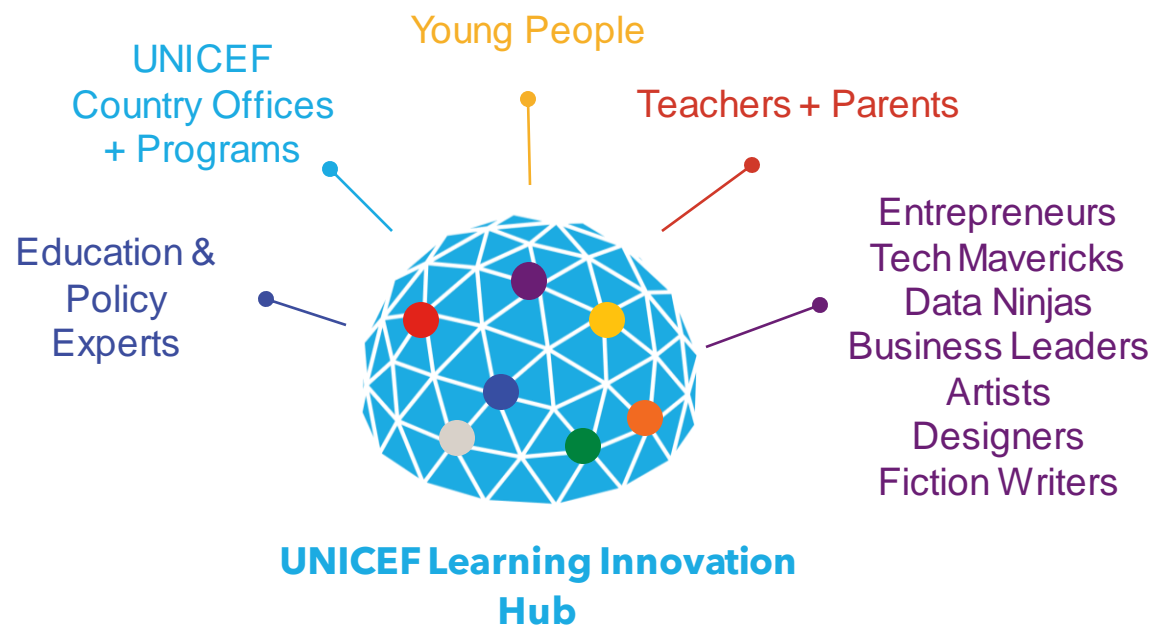 Young People
UNICEF
Country Offices
+ Programs
Teachers + Parents
Education &
Policy
Experts
Entrepreneurs
Tech Mavericks
Data Ninjas
Business Leaders
Artists
Designers
Fiction Writers
UNICEF Learning Innovation
Hub